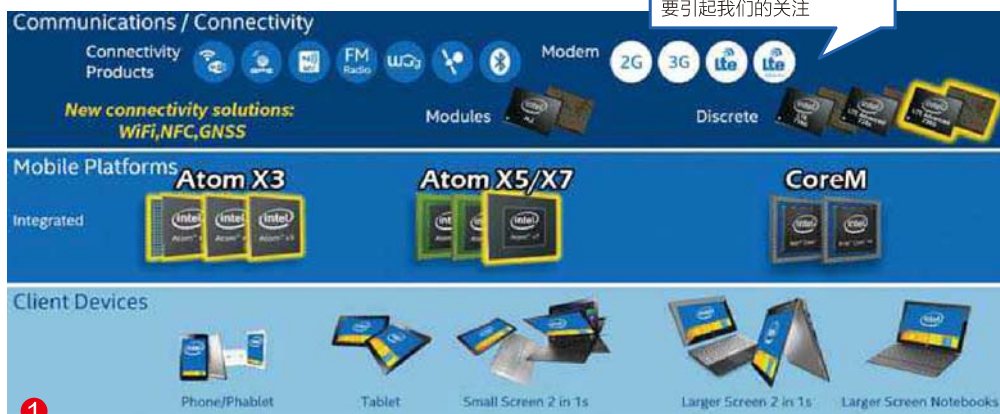 要引起我们的关注
Communications / Connectivity
Connectivity
Products
FM
Radio
Modem
2G
3G
Lte
Lte
New connectivity solutions:
WiFi,NFC,GNSS
Modules
Discrete
Mobile Platforms
Atom X3
Atom X5/X7
CoreM
Integrated
Client Devices
Phone/Phablet
Tablet
Small Screen 2 in 1s
Larger Screen 2 in 1s
Larger Screen Notebooks
1